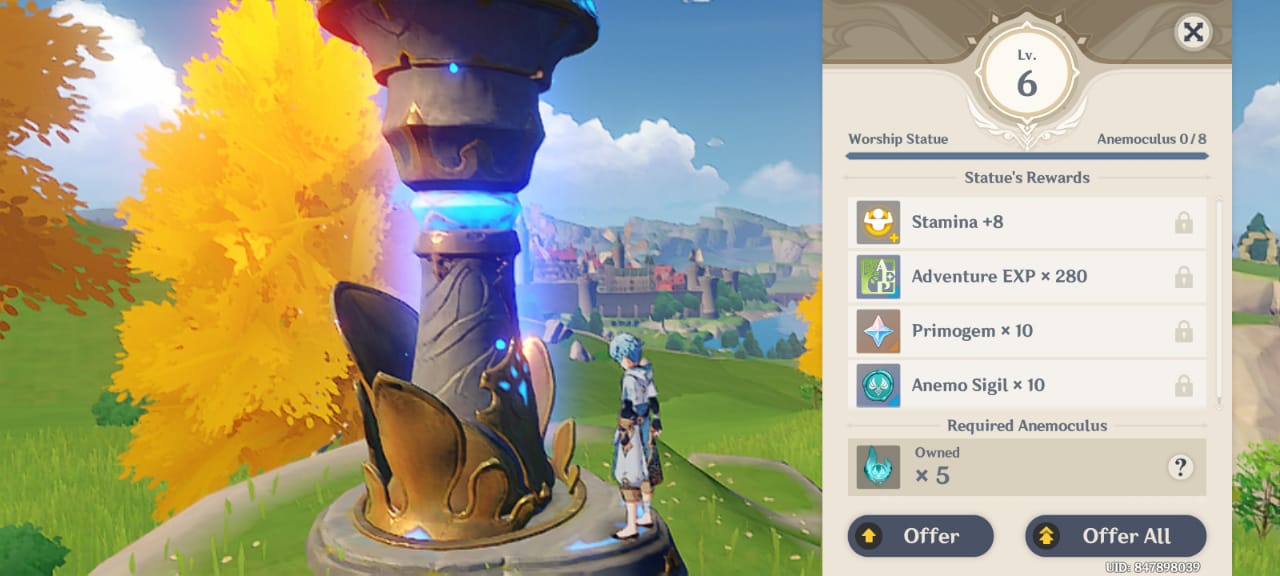 Lv.
6
Worship Statue Anemoculus 0/8
Statue's Rewards
Stamina +8
Adventure EXP × 280
Primogem × 10
Anemo Sigil × 10
Required Anemoculus
Owned
× 5
?
Offer Offer All
UID: 847898039